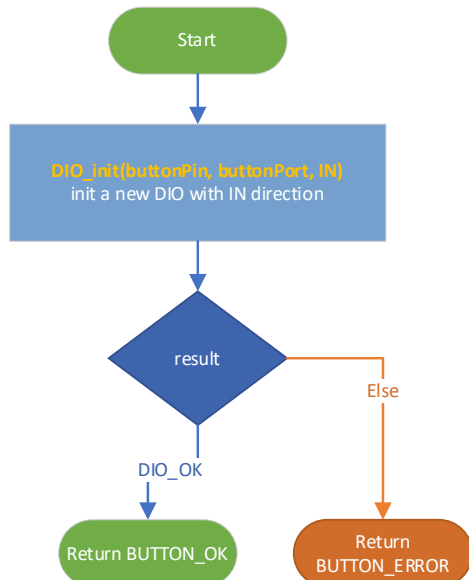 Start
DIO_init(buttonPin, buttonPort, IN)
init a new DIO with IN direction
result
Else
DIO_OK
Return BUTTON_OK
Return
BUTTON_ERROR